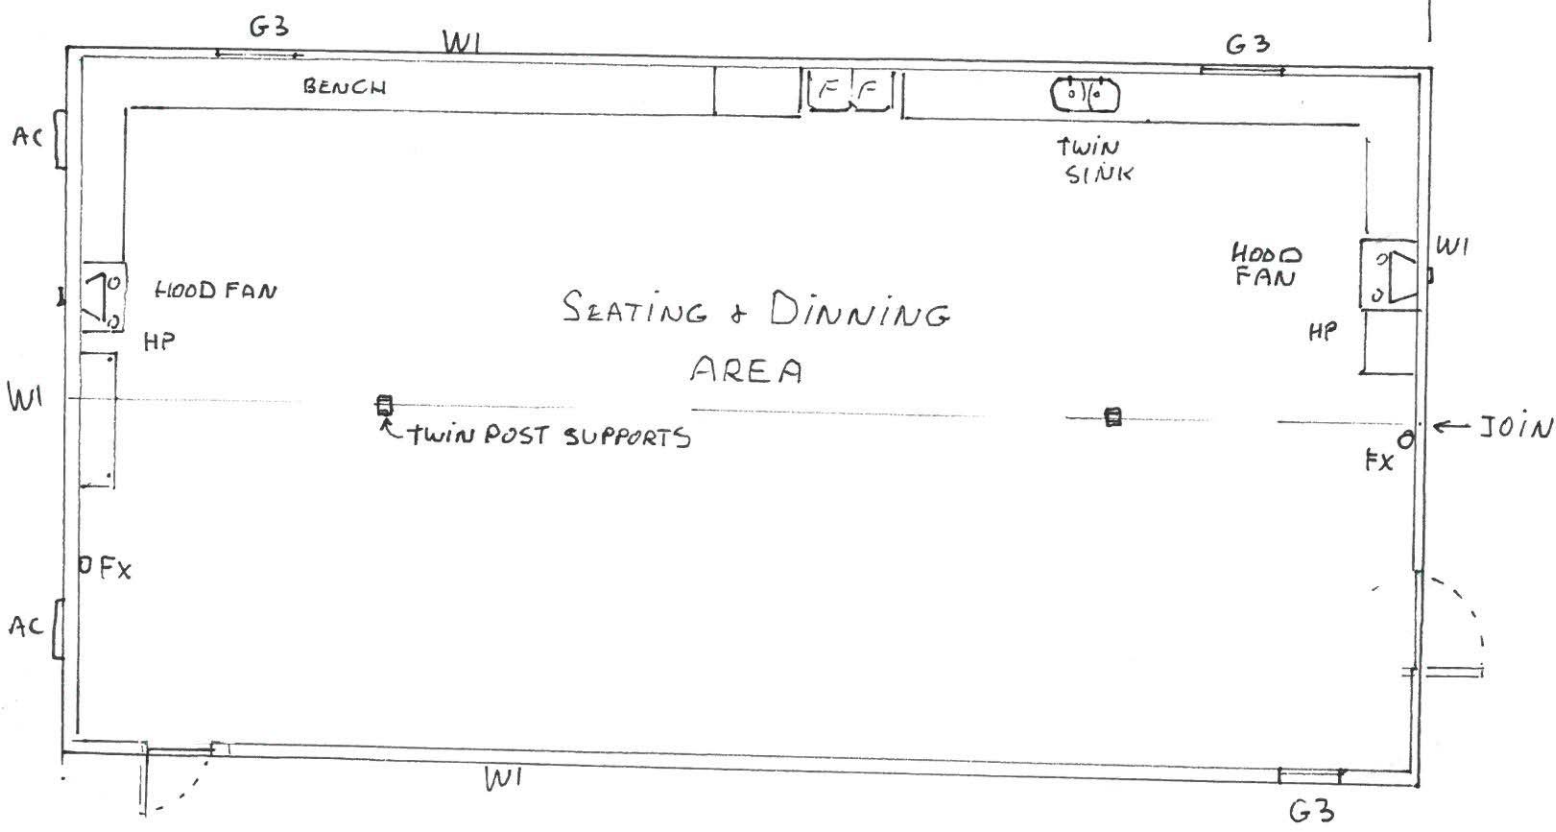 G3
W1
G3
BENCH
F F
AC
TWIN
SINK
HOOD FAN
HOOD
FAN
W1
SEATING & DINNING
AREA
HP
HP
W1
TWIN POST SUPPORTS
JOIN
FX
FX
AC
W1
G3